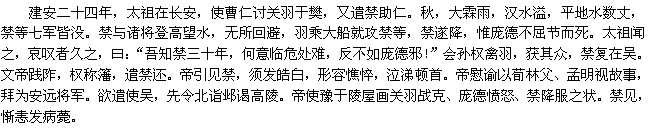 建安二十四年，太祖在长安，使曹仁讨关羽于樊，又遣禁助仁。秋，大霖雨，汉水溢，平地水数丈，
禁等七军皆没。禁与诸将登高望水，无所回避，羽乘大船就攻禁等，禁遂降，惟庞德不屈节而死。太祖闻
之，哀叹者久之，曰：“吾知禁三十年，何意临危处难，反不如庞德邪！”会孙权禽羽，获其众，禁复在吴。
文帝践阼，权称藩，遣禁还。帝引见禁，须发皓白，形容憔悴，泣涕顿首。帝慰谕以荀林父、孟明视故事，
拜为安远将军。欲遣使吴，先令北诣邺谒高陵。帝使豫于陵屋画关羽战克、庞德愤怒、禁降服之状。禁见，
惭恚发病薨。